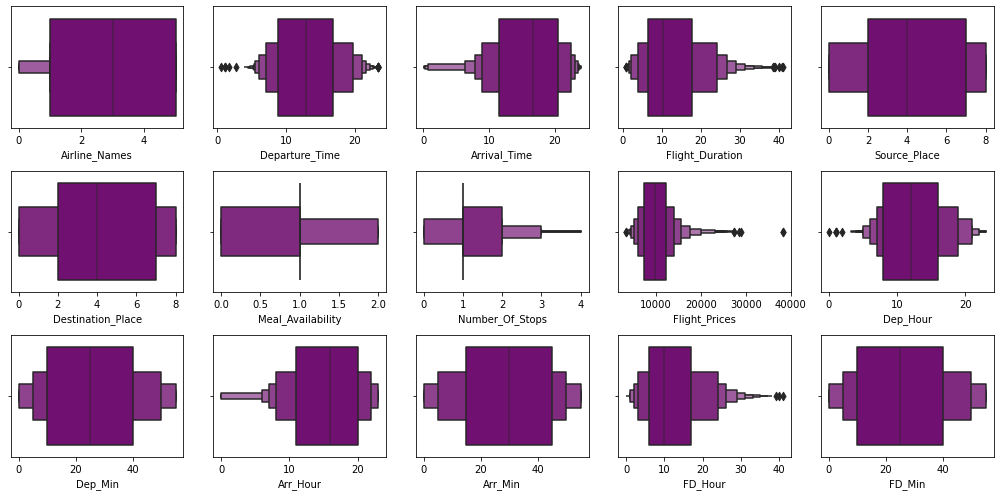 0 2 4
Airline_Names
0 10 20
Departure_Time
0 10 20
Arrival_Time
0 10 20 30 40
Flight_Duration
0 2 4 6 8
Source_Place
0 2 4 6 8
Destination_Place
0.0 0.5 1.0 1.5 2.0
Meal_Availability
0 1 2 3 4
Number_Of_Stops
10000 20000 30000 40000
Flight_Prices
0 10 20
Dep_Hour
0 20 40
Dep_Min
0 10 20
Arr_Hour
0 20 40
Arr_Min
0 10 20 30 40
FD_Hour
0 20 40
FD_Min